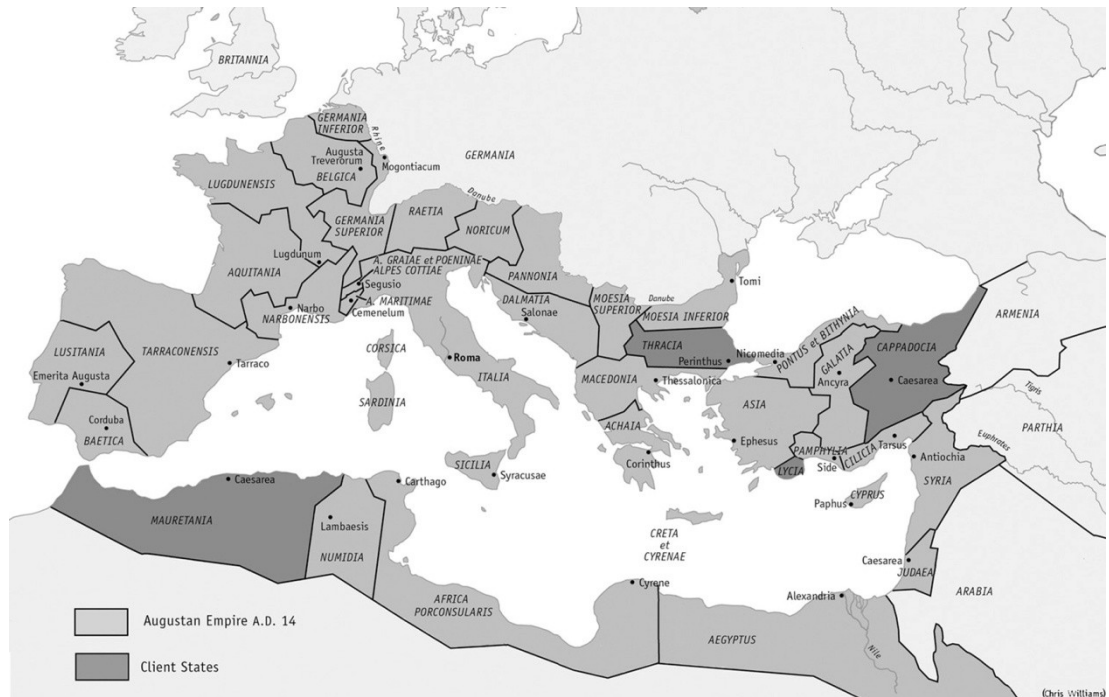 BRITANNIA
GERMANIA
INFERIOR
Rhine
Augusta
Treverorum
Mogontiacum
BELGICA
GERMANIA
LUGDUNENSIS
Danube
RAETIA
NORICUM
GERMANIA
SUPERIOR
Lugdunum
A. GRAIAE et POENINAE
ALPES COTTIAE
AQUITANIA
Segusio
A. MARITIMAE
Cemenelum
Narbo
NARBONENSIS
PANNONIA
DALMATIA
Salonae
MOESIA
SUPERIOR
Danube
MOESIA INFERIOR
Tomi
THRACIA
Perinthus
Nicomedia
PONTUS et BITHYNIA
GALATIA
Ancyra
CAPPADOCIA
Caesarea
ARMENIA
Tigris
PARTHIA
Euphrates
LUSITANIA
TARRACONENSIS
Emerita Augusta
Tarraco
Corduba
BAETICA
CORSICA
SARDINIA
Roma
ITALIA
MACEDONIA
Thessalonica
ACHAIA
Corinthus
ASIA
Ephesus
PAMPHYLIA
LYCIA
Side
CILICIA
Tarsus
Antiochia
SYRIA
SICILIA
Syracusae
CYPRUS
Paphus
Caesarea
MAURETANIA
Carthago
Lambaesis
NUMIDIA
CRETA
et
CYRENAE
Cyrene
AFRICA
PORCONSULARIS
Caesarea
JUDAEA
Alexandria
AEGYPTUS
Nile
ARABIA
Augustan Empire A.D. 14
Client States
(Chris Williams)